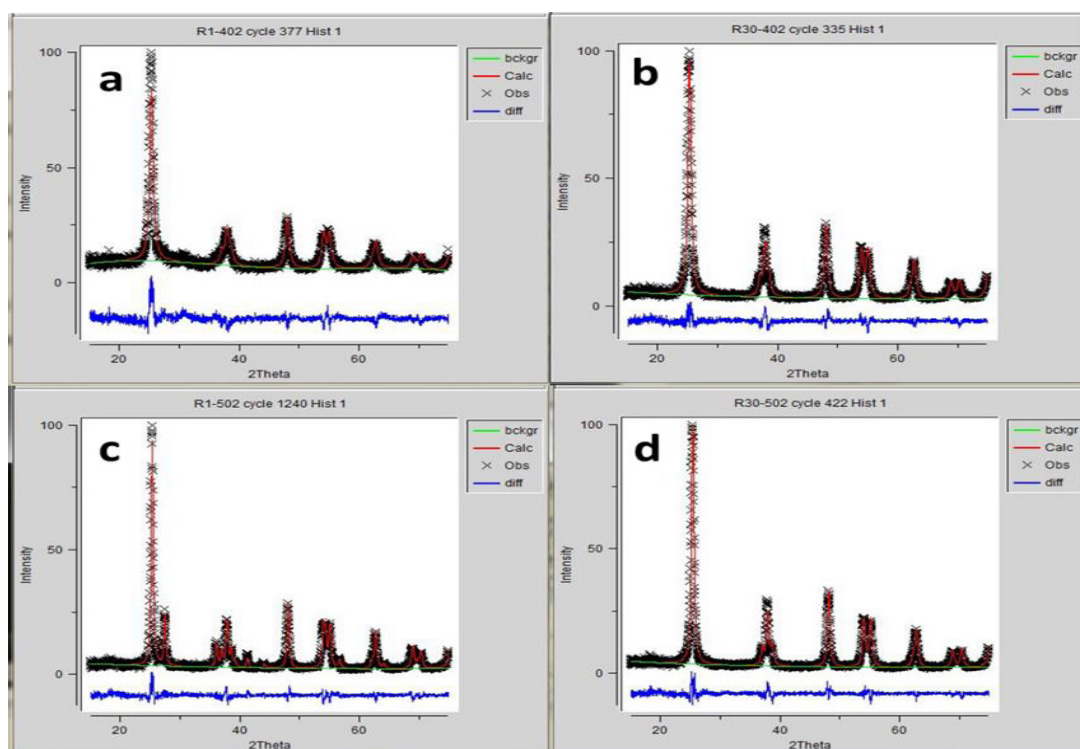 R1-402 cycle 377 Hist 1
a
100
50
0
Intensity
20 40 60
2Theta
bckgr
Calc
Obs
diff
R30-402 cycle 335 Hist 1
b
100
50
0
Intensity
20 40 60
2Theta
bckgr
Calc
Obs
diff
R1-502 cycle 1240 Hist 1
c
100
50
0
Intensity
20 40 60
2Theta
bckgr
Calc
Obs
diff
R30-502 cycle 422 Hist 1
d
100
50
0
Intensity
20 40 60
2Theta
bckgr
Calc
Obs
diff